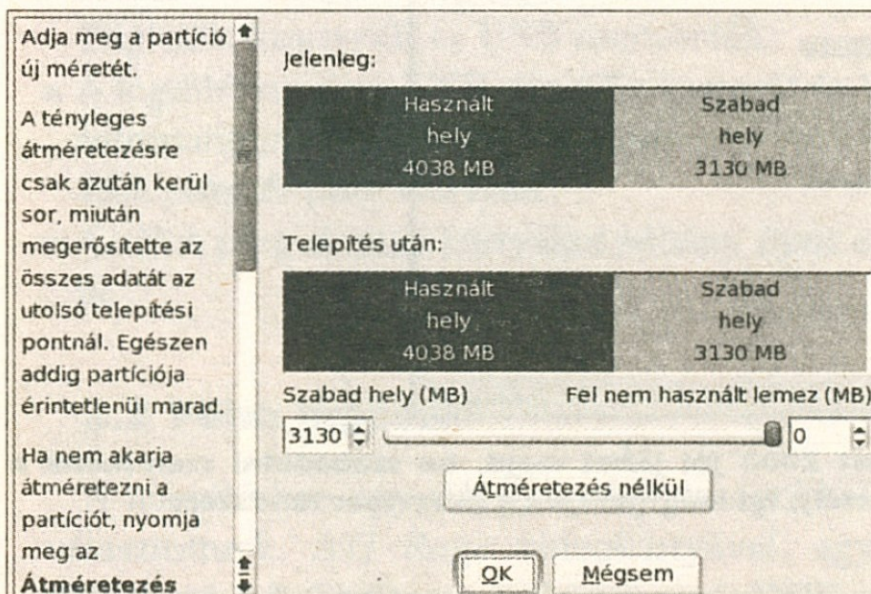 Adja meg a partíció
új méretét.
A tényleges
átméretezésre
csak azután kerül
sor, miután
megerősítette az
összes adatát az
utolsó telepítési
pontnál. Egészen
addig partíciója
érintetlenül marad.
Ha nem akarja
átméretezni a
partíciót, nyomja
meg az
Átméretezés
Jelenleg:
Használt
hely
4038 MB
Szabad
hely
3130 MB
Telepítés után:
Használt
hely
4038 MB
Szabad
hely
3130 MB
Szabad hely (MB)
Fel nem használt lemez (MB)
3130
0
Átméretezés nélkül
OK
Mégsem